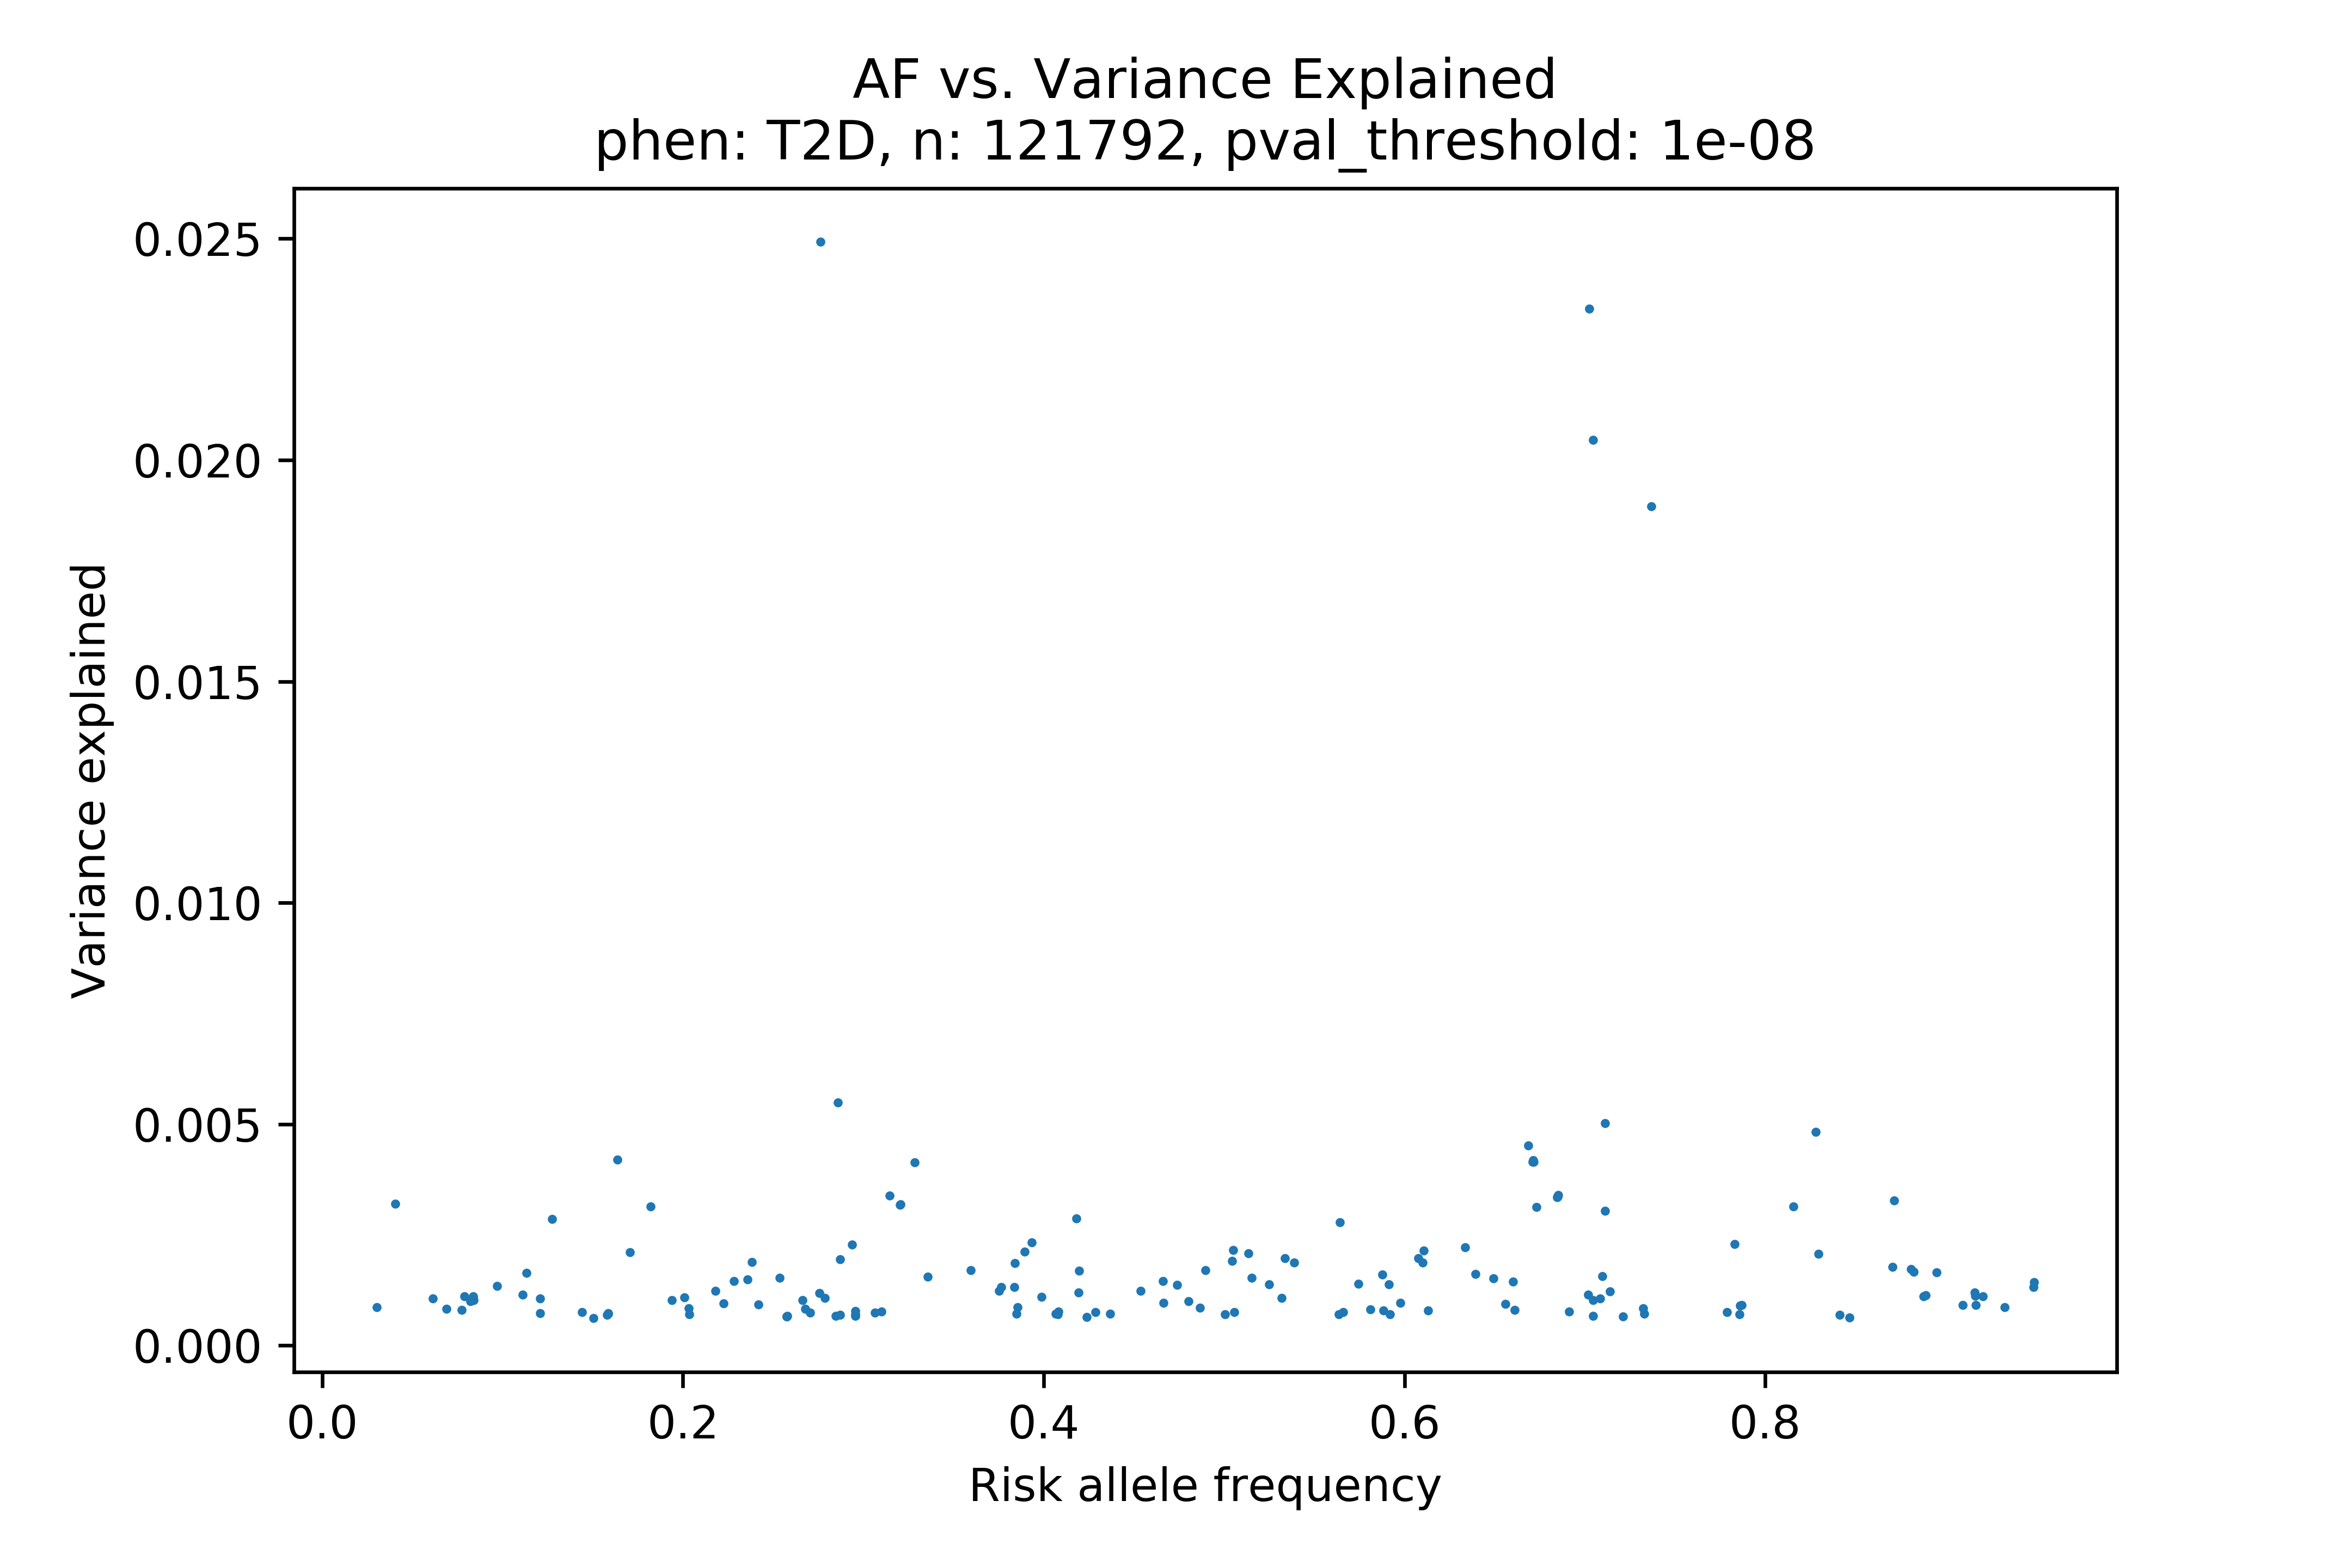 AF vs. Variance Explained
phen: T2D, n: 121792, pval_threshold: 1e-08
Variance explained
0.025
0.020
0.015
0.010
0.005
0.000
0.0 0.2 0.4 0.6 0.8
Risk allele frequency